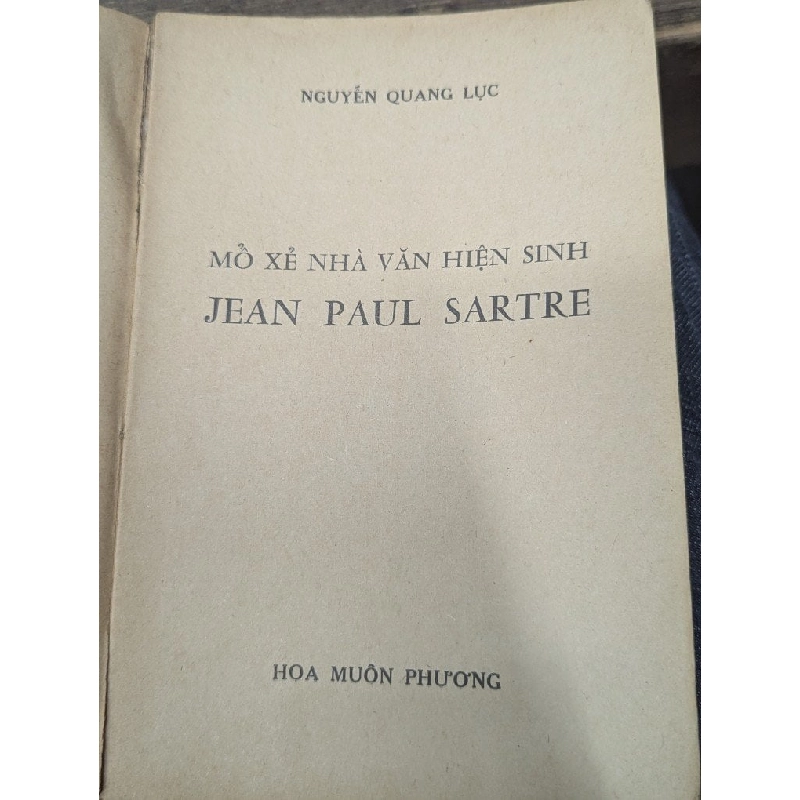 NGUYỄN QUANG LỤC
MỔ XẺ NHÀ VĂN HIỆN SINH
JEAN PAUL SARTRE
HOA MUÔN PHƯƠNG